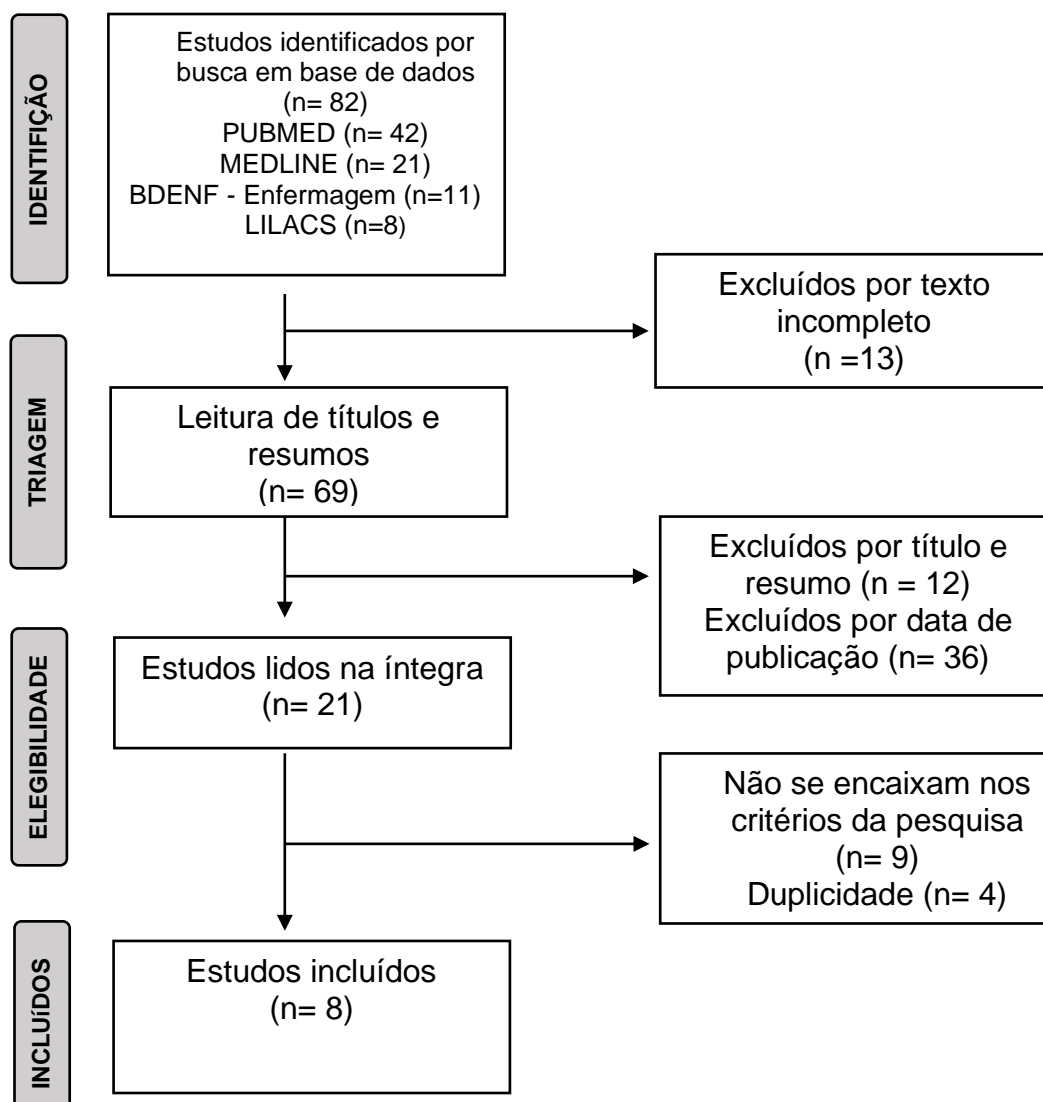 IDENTIFIÇÃO
Estudos identificados por
busca em base de dados
(n= 82)
PUBMED (n= 42)
MEDLINE (n= 21)
BDENF - Enfermagem (n=11)
LILACS (n=8)
Excluídos por texto
incompleto
(n =13)
TRIAGEM
Leitura de títulos e
resumos
(n= 69)
Excluídos por título e
resumo (n = 12)
Excluídos por data de
publicação (n= 36)
ELEGIBILIDADE
Estudos lidos na íntegra
(n= 21)
Não se encaixam nos
critérios da pesquisa
(n= 9)
Duplicidade (n= 4)
INCLUíDOS
Estudos incluídos
(n= 8)